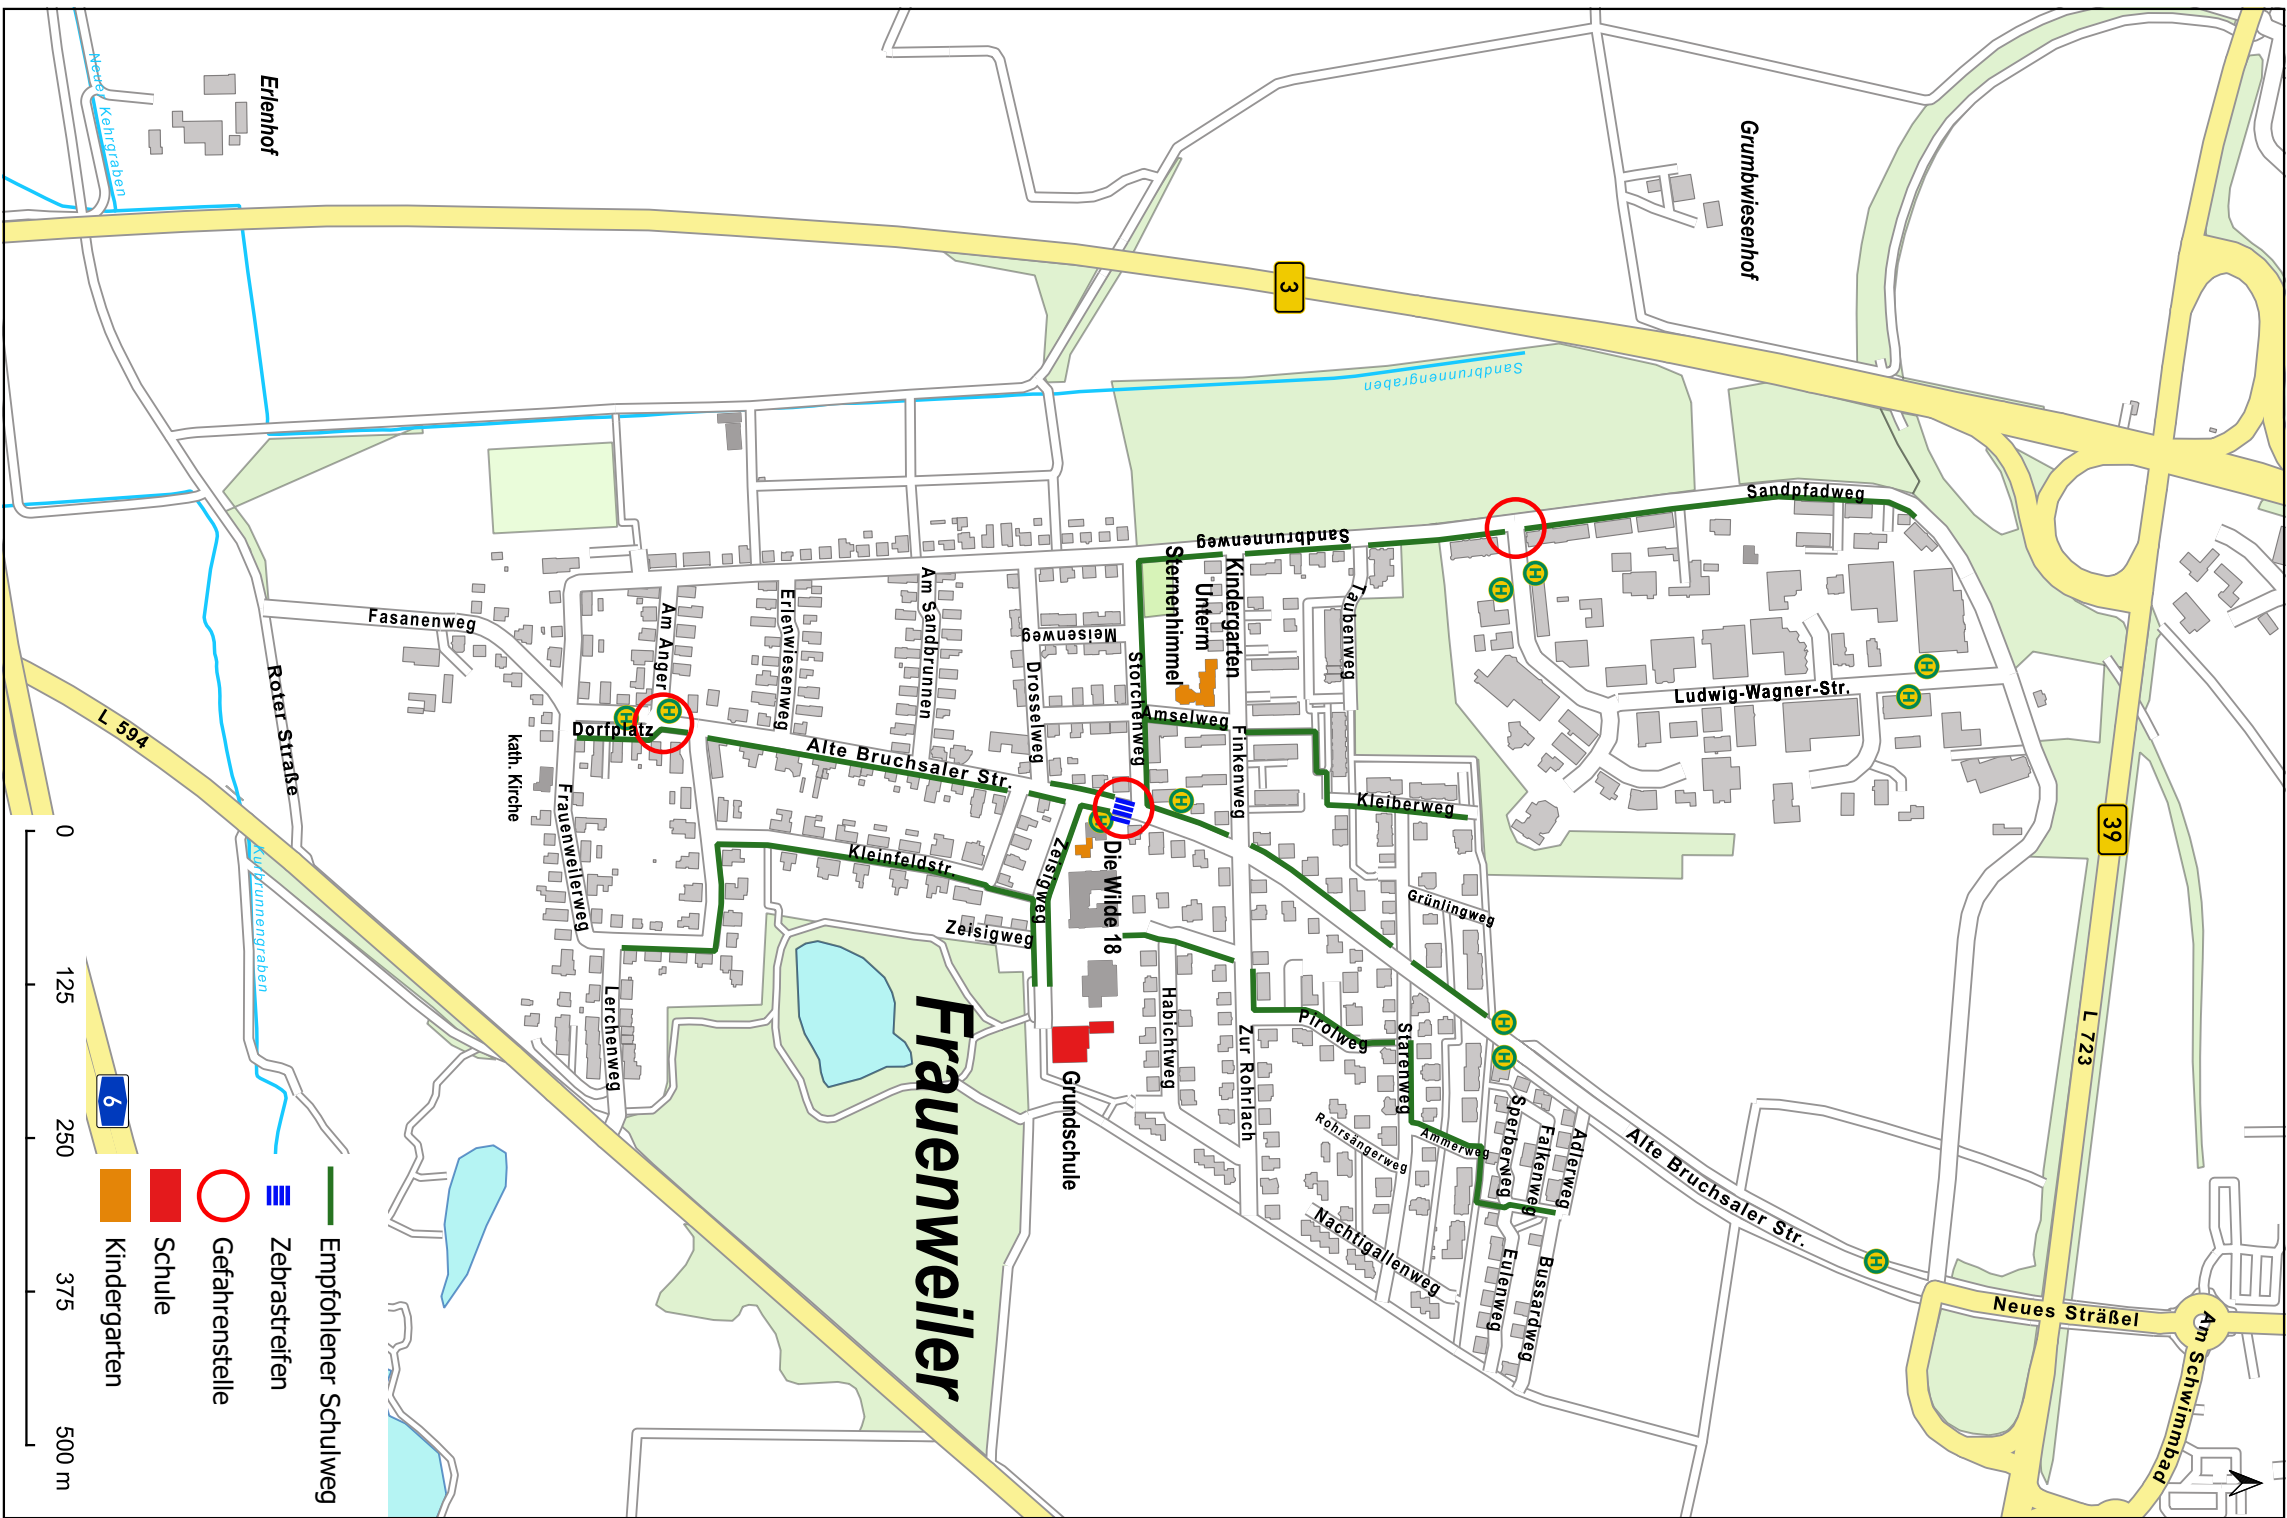 Neuer Kehrgraben
Erlenhof
Grumbwiesenhof
3
Sandbrunnengraben
Sandpfadweg
Sandbrunnenweg
Kindergarten
Unterm
Sternenhimmel
Taubenweg
Meisenweg
Storchenweg
Drosselweg
Am Sandbrunnen
Erlenwiesenweg
Am Anger
Fasanenweg
Roter Straße
L 594
Dorfplatz
kath. Kirche
Frauenweilerweg
Alte Bruchsaler Str.
Amselweg
Finkenweg
Kleiberweg
Ludwig-Wagner-Str.
39
L 723
H
H
H
H
H
H
H
H
H
H
H
Grünlingweg
Kleinfeldstr.
Zeisigweg
Zeisigweg
Die Wilde 18
Habichtweg
Zur Rohrlach
Pirolweg
Starenweg
Rohrsängerweg
Ammerweg
Sperberweg
Falkenweg
Adlerweg
Nachtigallenweg
Eulenweg
Bussardweg
Alte Bruchsaler Str.
Neues Sträßel
Am Schwimmbad
Grundschule
Frauenweiler
Lerchenweg
Kuhbrunnengraben
6
0
125
250
375
500 m
Empfohlener Schulweg
Zebrastreifen
Gefahrenstelle
Schule
Kindergarten